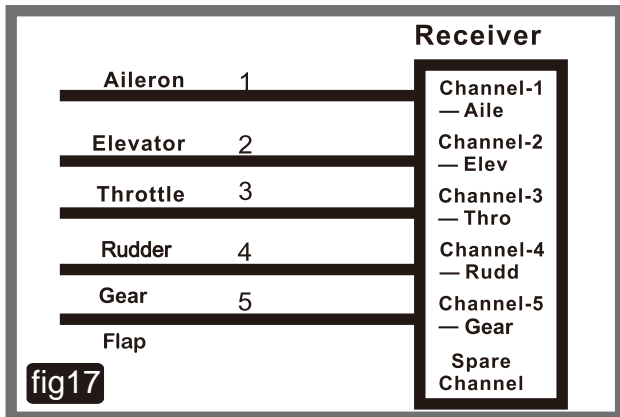 Receiver
Aileron 1
Elevator 2
Throttle 3
Rudder 4
Gear 5
Flap
Channel-1
— Aile
Channel-2
— Elev
Channel-3
— Thro
Channel-4
— Rudd
Channel-5
— Gear
Spare
Channel
fig17